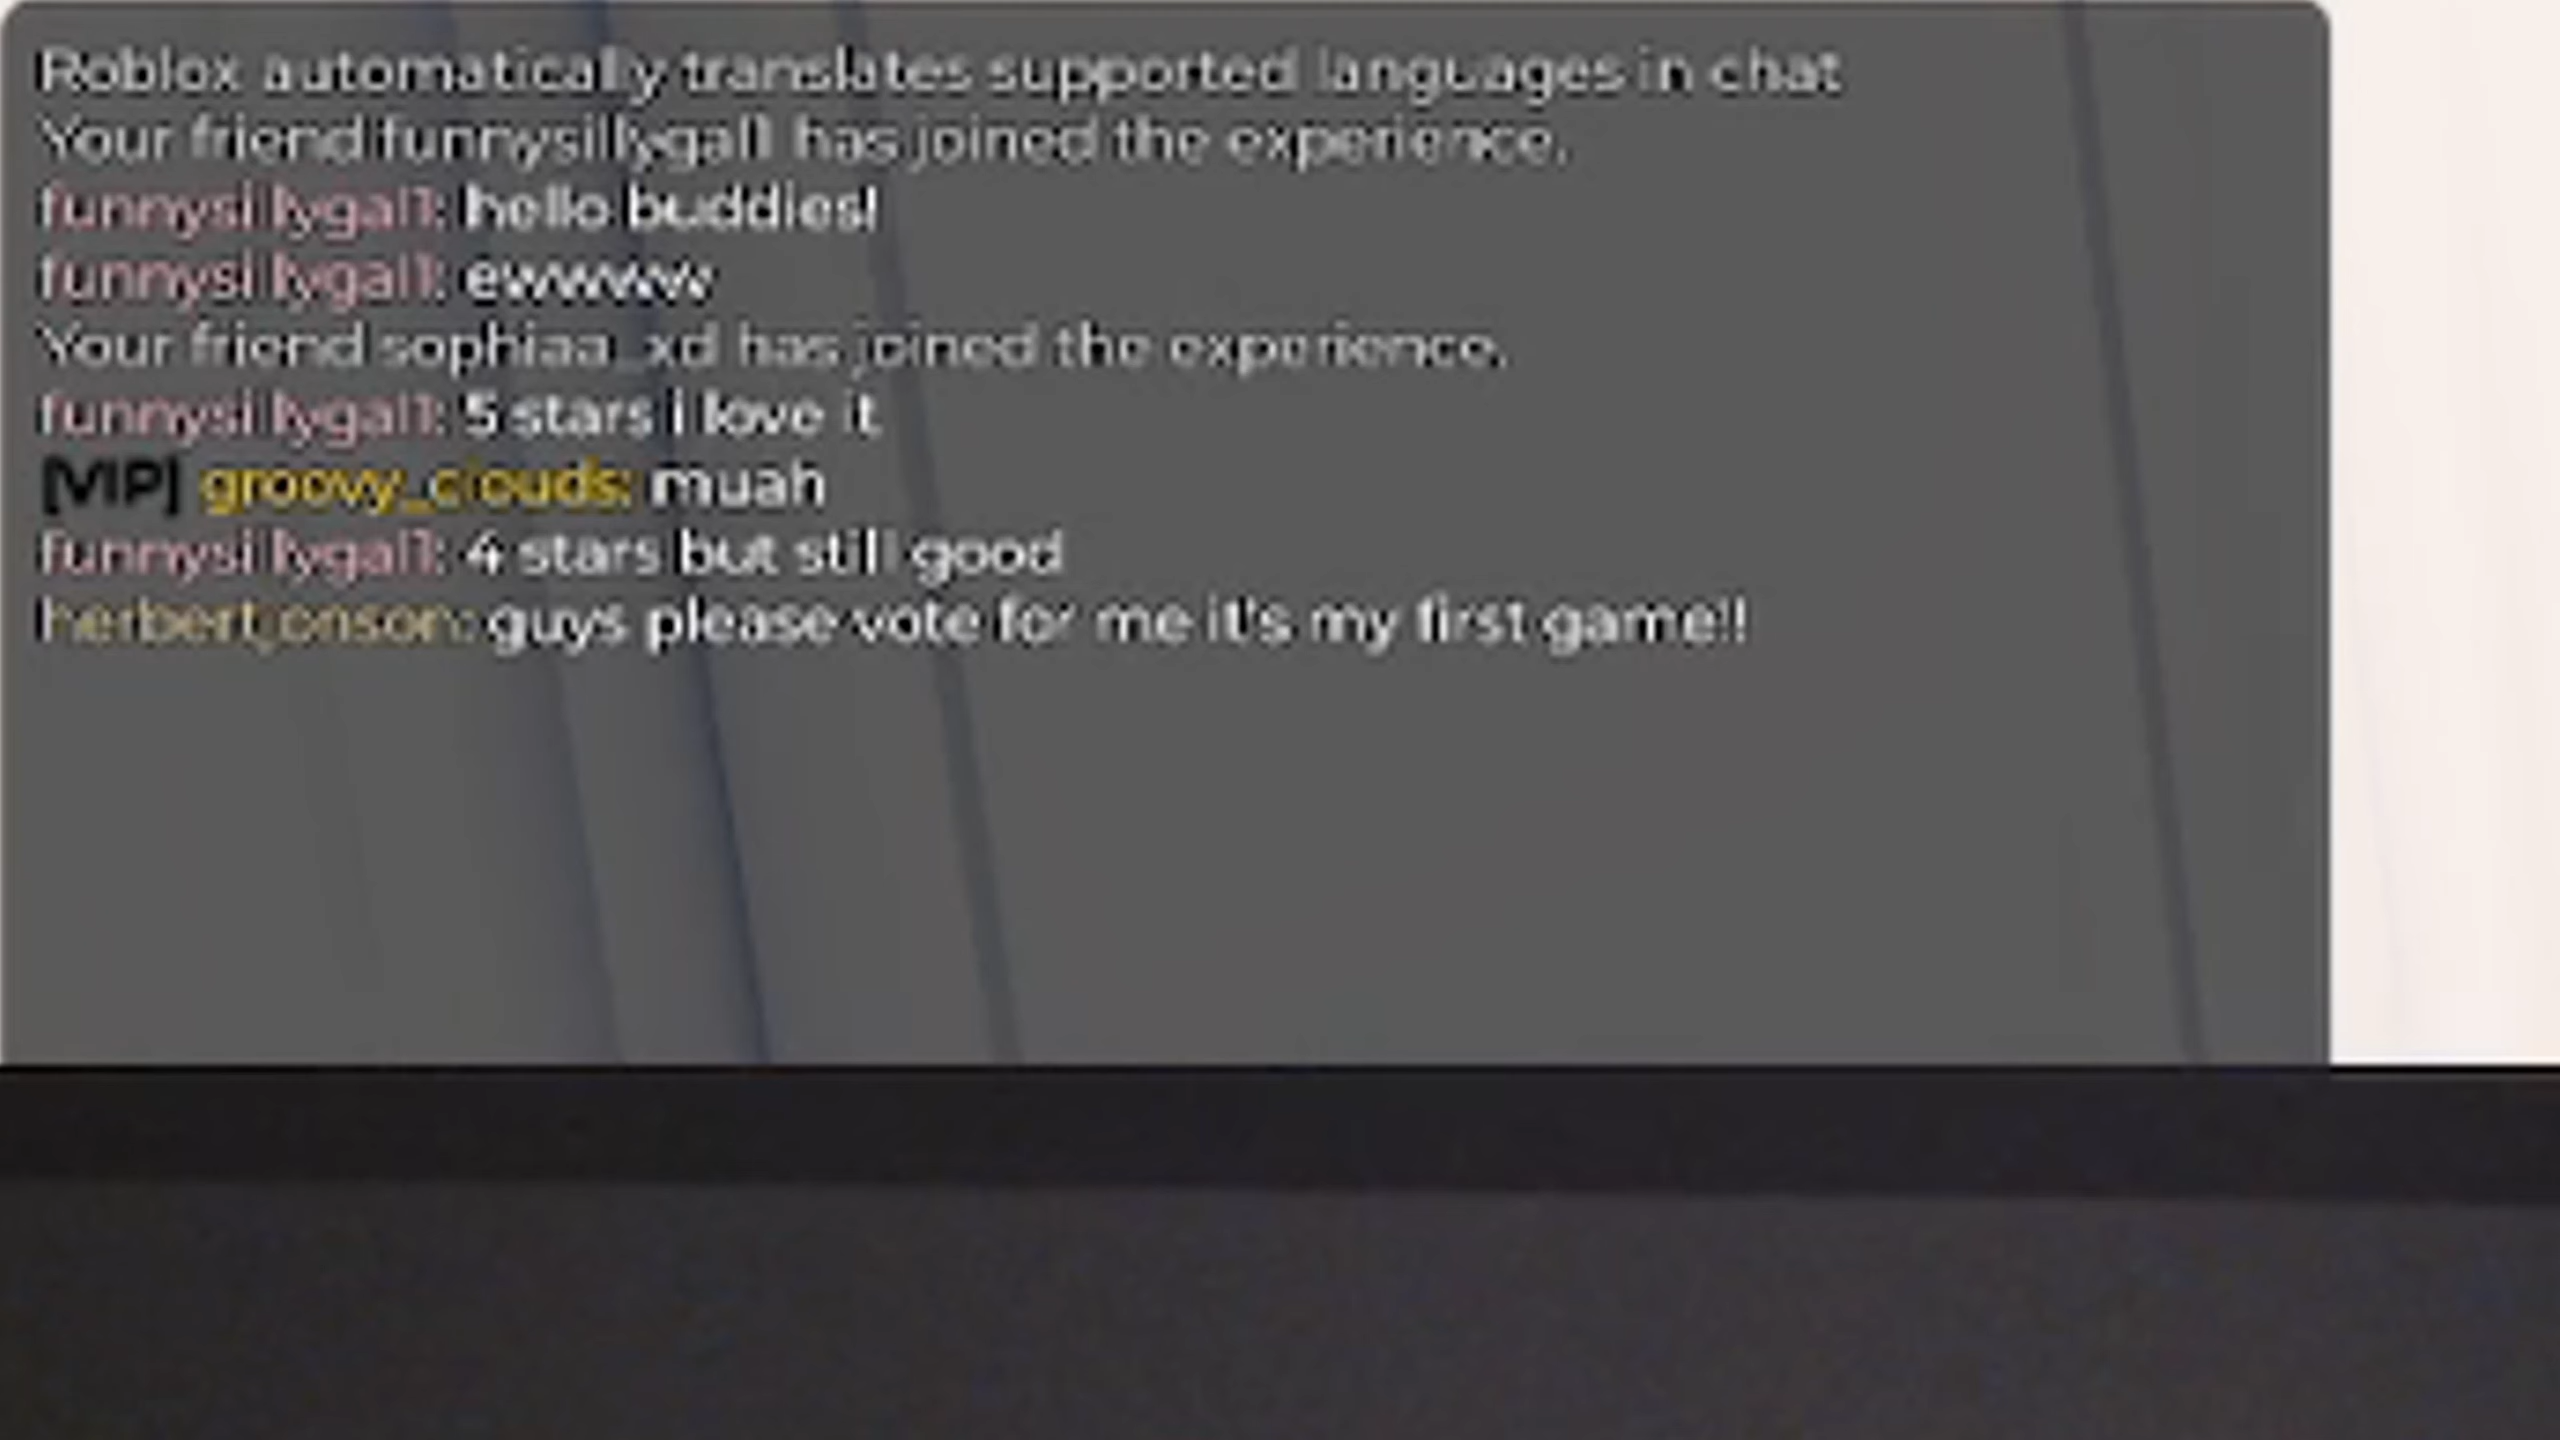 Roblox automatically translates supported languages in chat
Your friend funnysillygal1 has joined the experience.
funnysillygal1: hello buddies!
funnysillygal1: ewwww
Your friend sophiaa_xd has joined the experience.
funnysillygal1: 5 stars i love it
[VIP] groovy_clouds: muah
funnysillygal1: 4 stars but still good
herbertjonson: guys please vote for me it's my first game!!